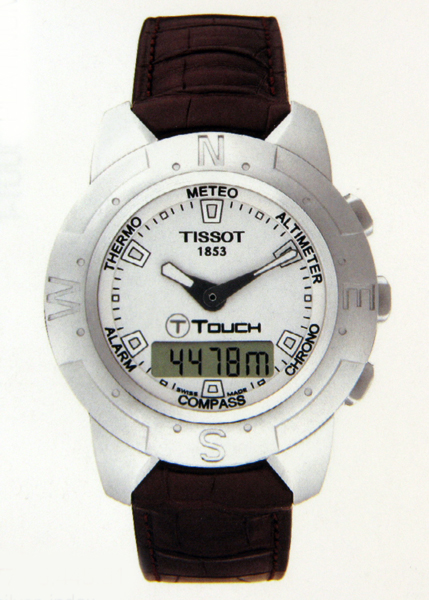 N
METEO
THERMO
ALTIMETER
TISSOT
1853
W
E
T TOUCH
ALARM
CHRONO
4478m
SWISS MADE
COMPASS
S